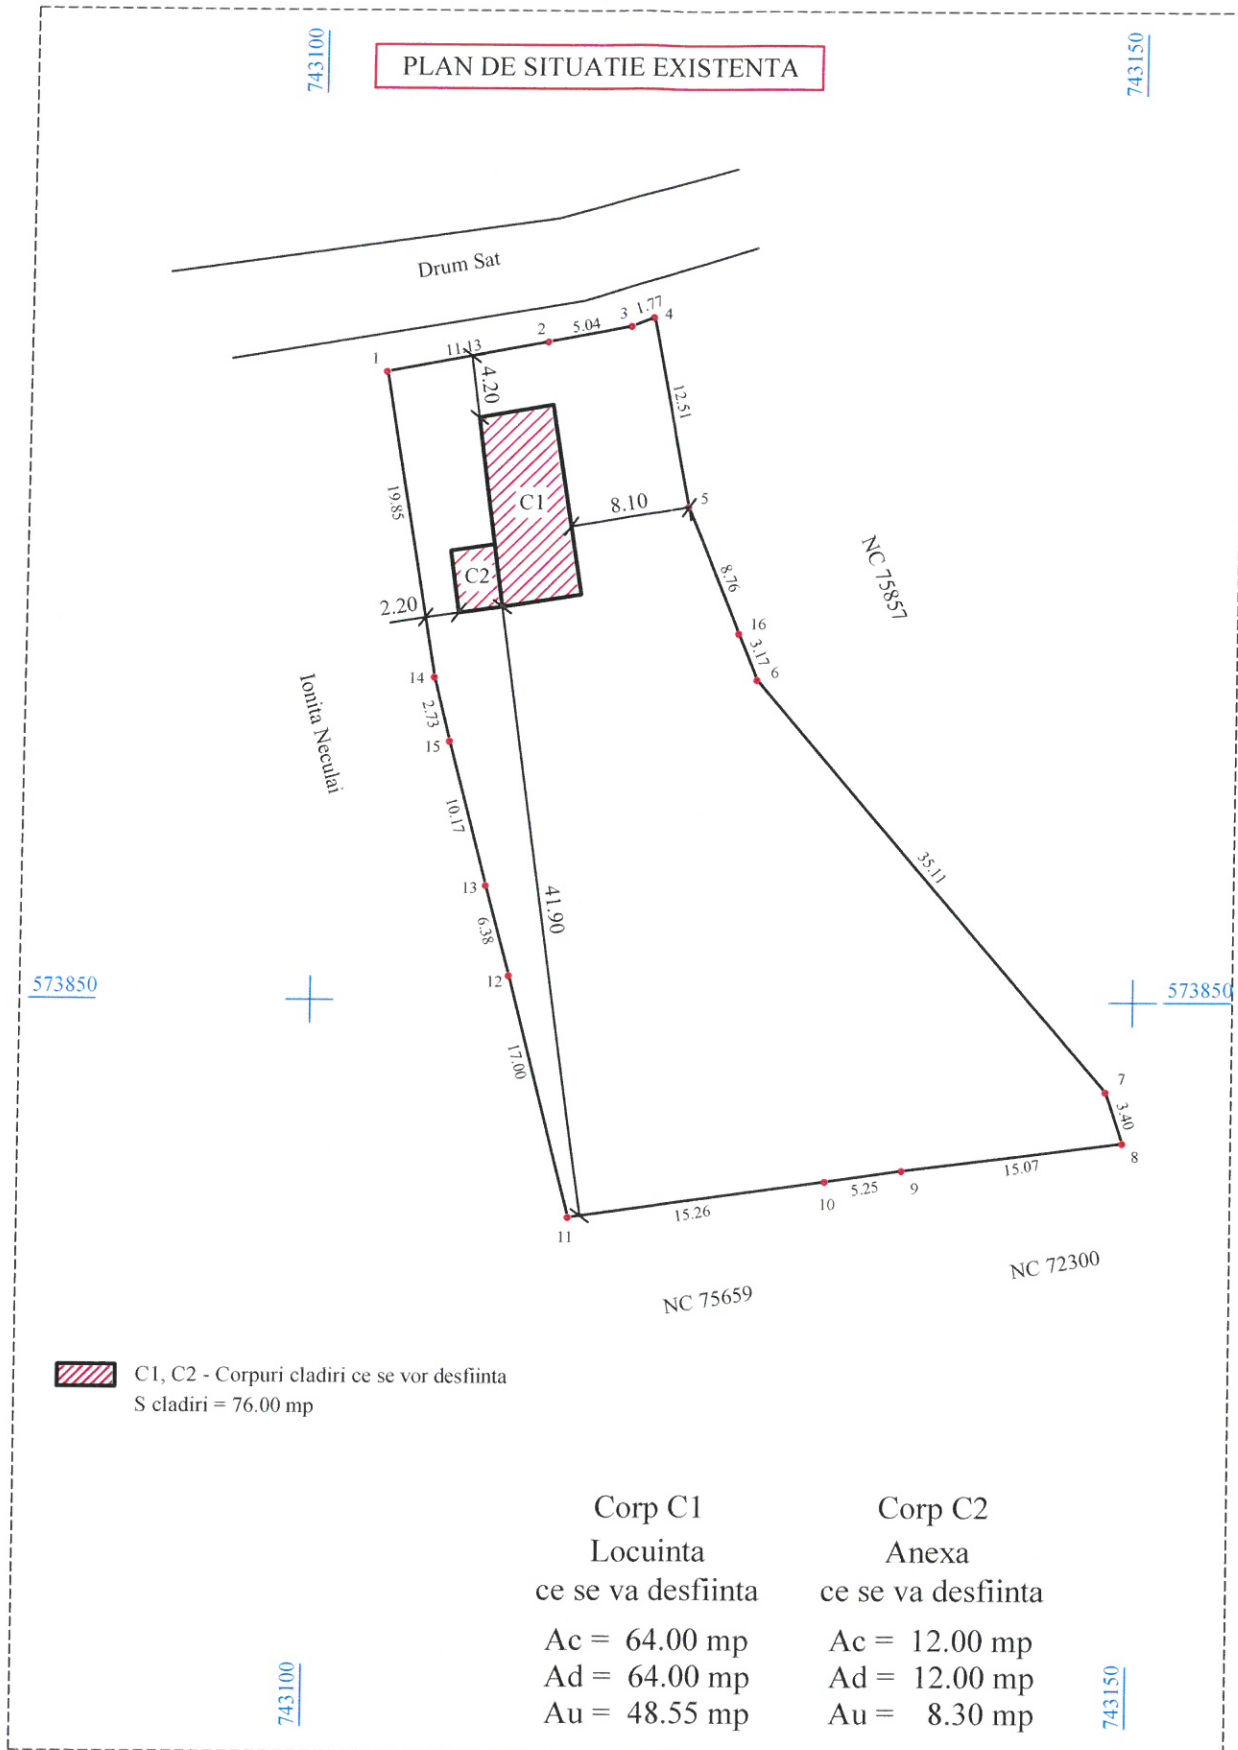 743100
743150
PLAN DE SITUATIE EXISTENTA
Drum Sat
1
11.13
2
5.04
3
1.77
4
4.20
12.51
19.85
C1
8.10
5
C2
2.20
8.76
NC 75857
16
3.17
6
14
Ionita Neculai
2.73
15
10.17
35.11
13
41.90
6.38
12
573850
573850
17.00
7
3.40
8
15.07
9
5.25
10
15.26
11
NC 72300
NC 75659
C1, C2 - Corpuri cladiri ce se vor desfiinta
S cladiri = 76.00 mp
Corp C1
Locuinta
ce se va desfiinta
Ac = 64.00 mp
Ad = 64.00 mp
Au = 48.55 mp
Corp C2
Anexa
ce se va desfiinta
Ac = 12.00 mp
Ad = 12.00 mp
Au = 8.30 mp
743100
743150